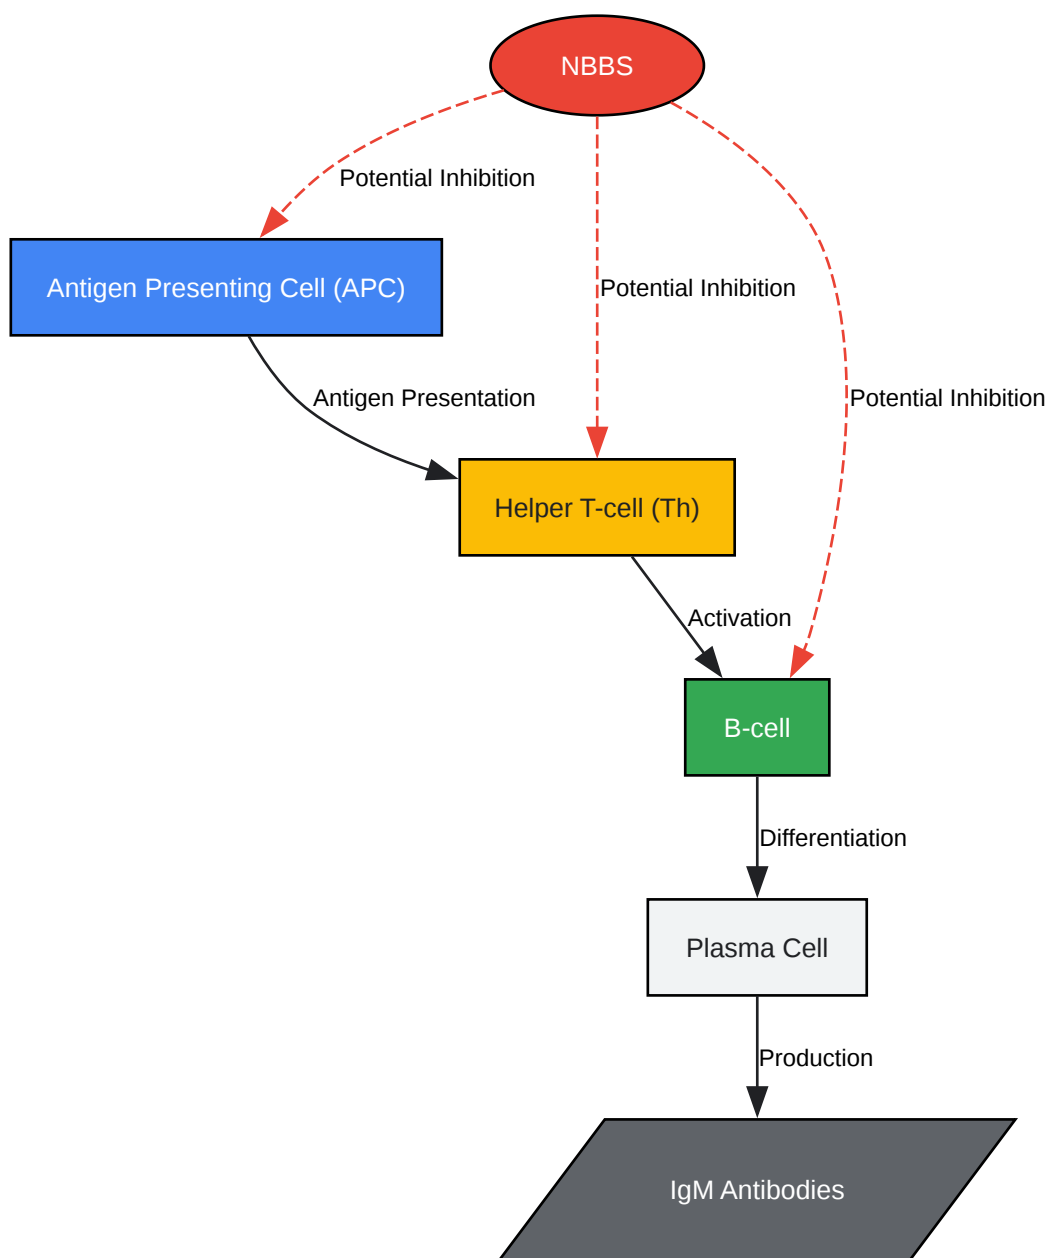 NBBS
Potential Inhibition
Antigen Presenting Cell (APC)
Potential Inhibition
Antigen Presentation
Potential Inhibition
Helper T-cell (Th)
Activation
B-cell
Differentiation
Plasma Cell
Production
IgM Antibodies